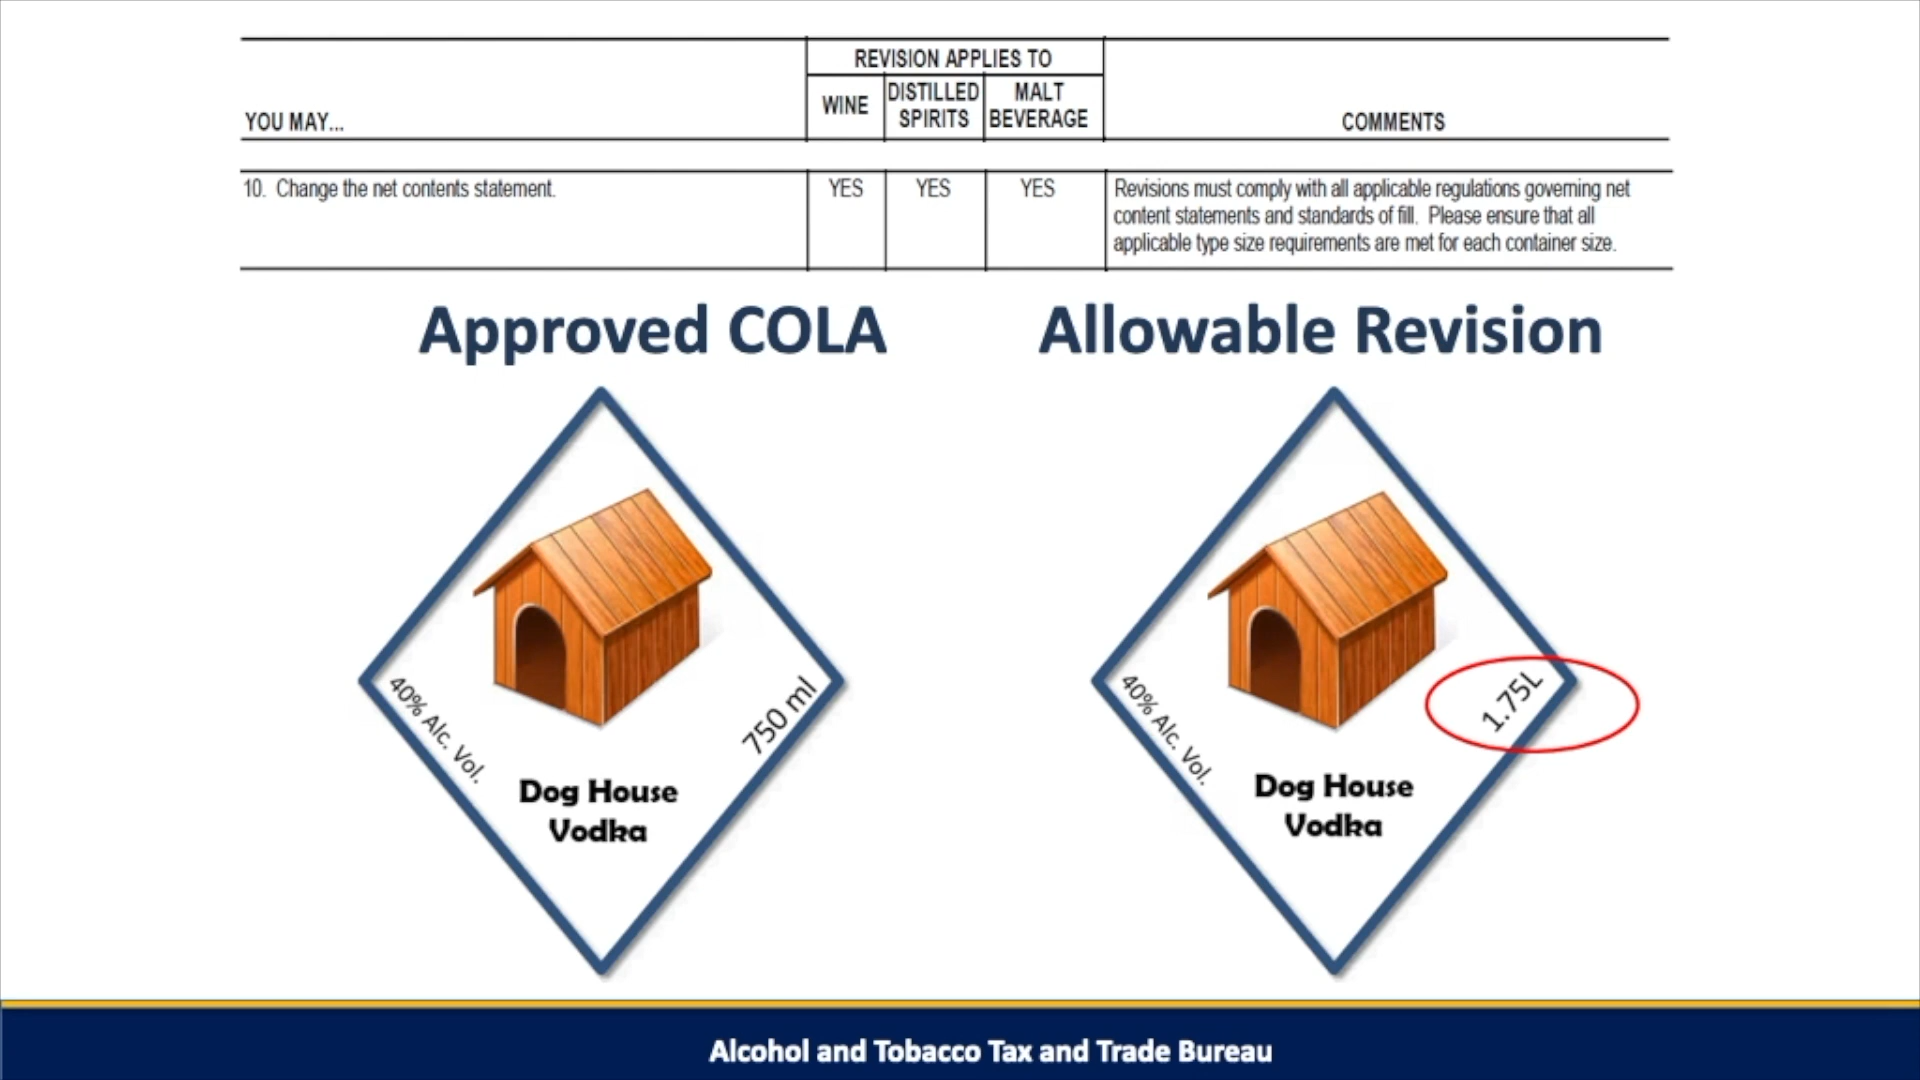 REVISION APPLIES TO
YOU MAY...
WINE
DISTILLED
SPIRITS
MALT
BEVERAGE
COMMENTS
10. Change the net contents statement.
YES
YES
YES
Revisions must comply with all applicable regulations governing net
content statements and standards of fill. Please ensure that all
applicable type size requirements are met for each container size.
Approved COLA
Allowable Revision
40% Alc. Vol.
750 ml
Dog House
Vodka
40% Alc. Vol.
1.75L
Dog House
Vodka
Alcohol and Tobacco Tax and Trade Bureau